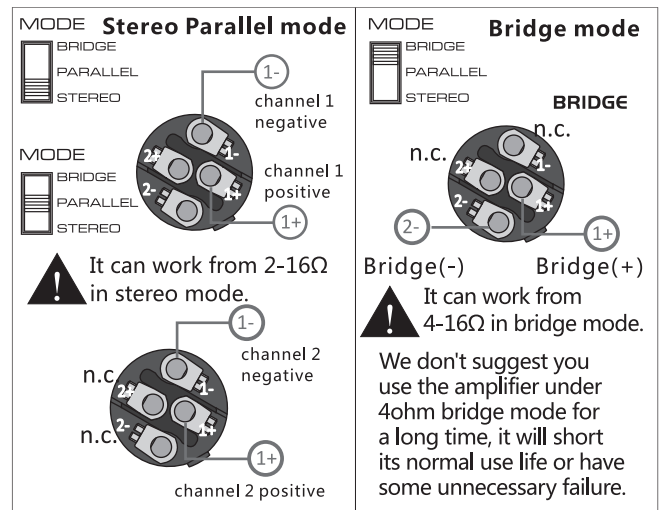 MODE
Stereo Parallel mode
BRIDGE
PARALLEL
STEREO
1-
channel 1
negative
2+
1-
MODE
BRIDGE
PARALLEL
STEREO
channel 1
positive
2-
1+
1+
It can work from 2-16Ω
in stereo mode.
1-
channel 2
negative
n.c.
2+
1-
n.c.
2-
1+
1+
channel 2 positive
MODE
Bridge mode
BRIDGE
PARALLEL
STEREO
BRIDGE
n.c.
n.c.
2+
1-
2-
1+
2-
1+
Bridge(-)
Bridge(+)
It can work from
4-16Ω in bridge mode.
We don't suggest you
use the amplifier under
4ohm bridge mode for
a long time, it will short
its normal use life or have
some unnecessary failure.